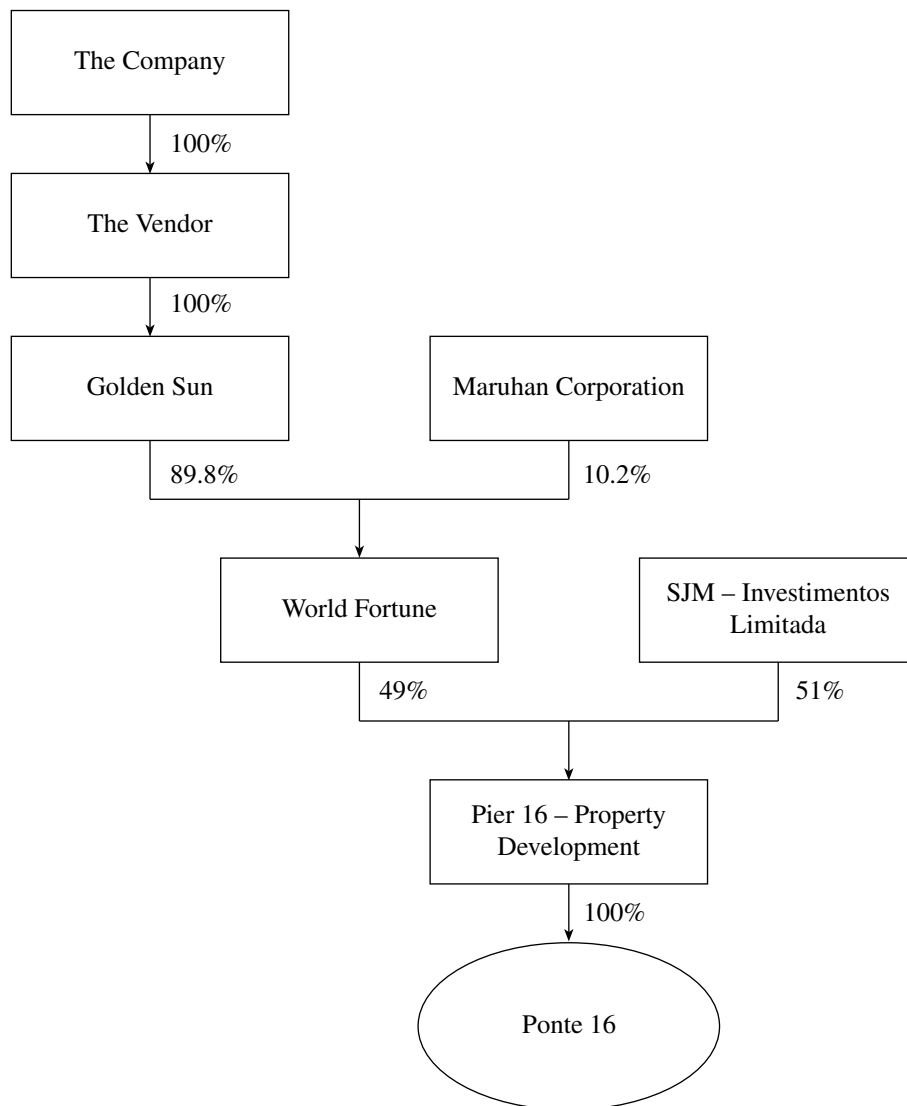 The Company
100%
The Vendor
100%
Golden Sun
Maruhan Corporation
89.8%
10.2%
World Fortune
SJM – Investimentos
Limitada
49%
51%
Pier 16 – Property
Development
100%
Ponte 16